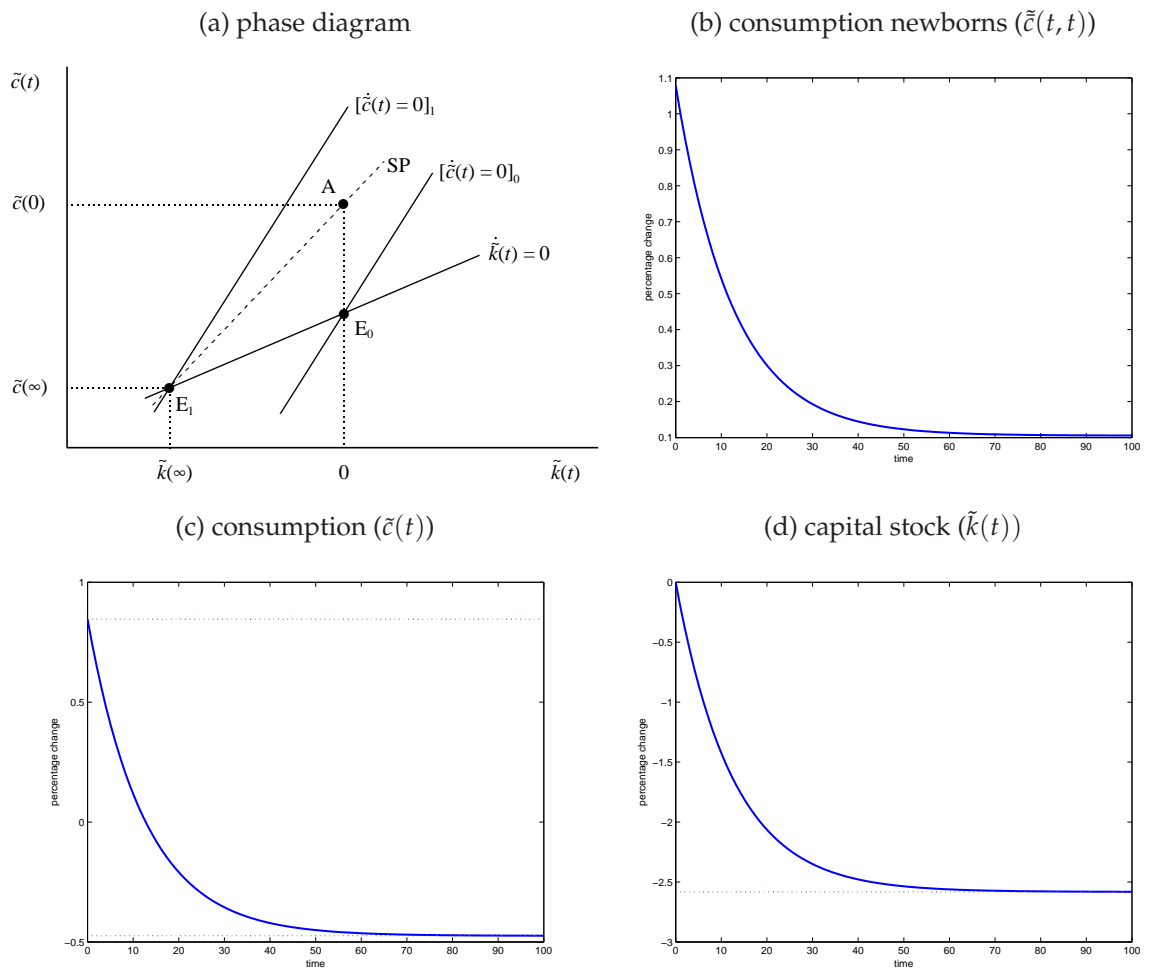 (a) phase diagram
c̃(t)
[ċ̃(t) = 0]₁
SP
[ċ̃(t) = 0]₀
A
c̃(0)
k̇̃(t) = 0
E₀
c̃(∞)
E₁
k̃(∞)
0
k̃(t)
(b) consumption newborns (c̄̃(t, t))
1.1
1
0.9
0.8
0.7
0.6
0.5
0.4
0.3
0.2
0.1
percentage change
0 10 20 30 40 50 60 70 80 90 100
time
(c) consumption (c̃(t))
1
0.5
0
−0.5
percentage change
0 10 20 30 40 50 60 70 80 90 100
time
(d) capital stock (k̃(t))
0
−0.5
−1
−1.5
−2
−2.5
−3
percentage change
0 10 20 30 40 50 60 70 80 90 100
time